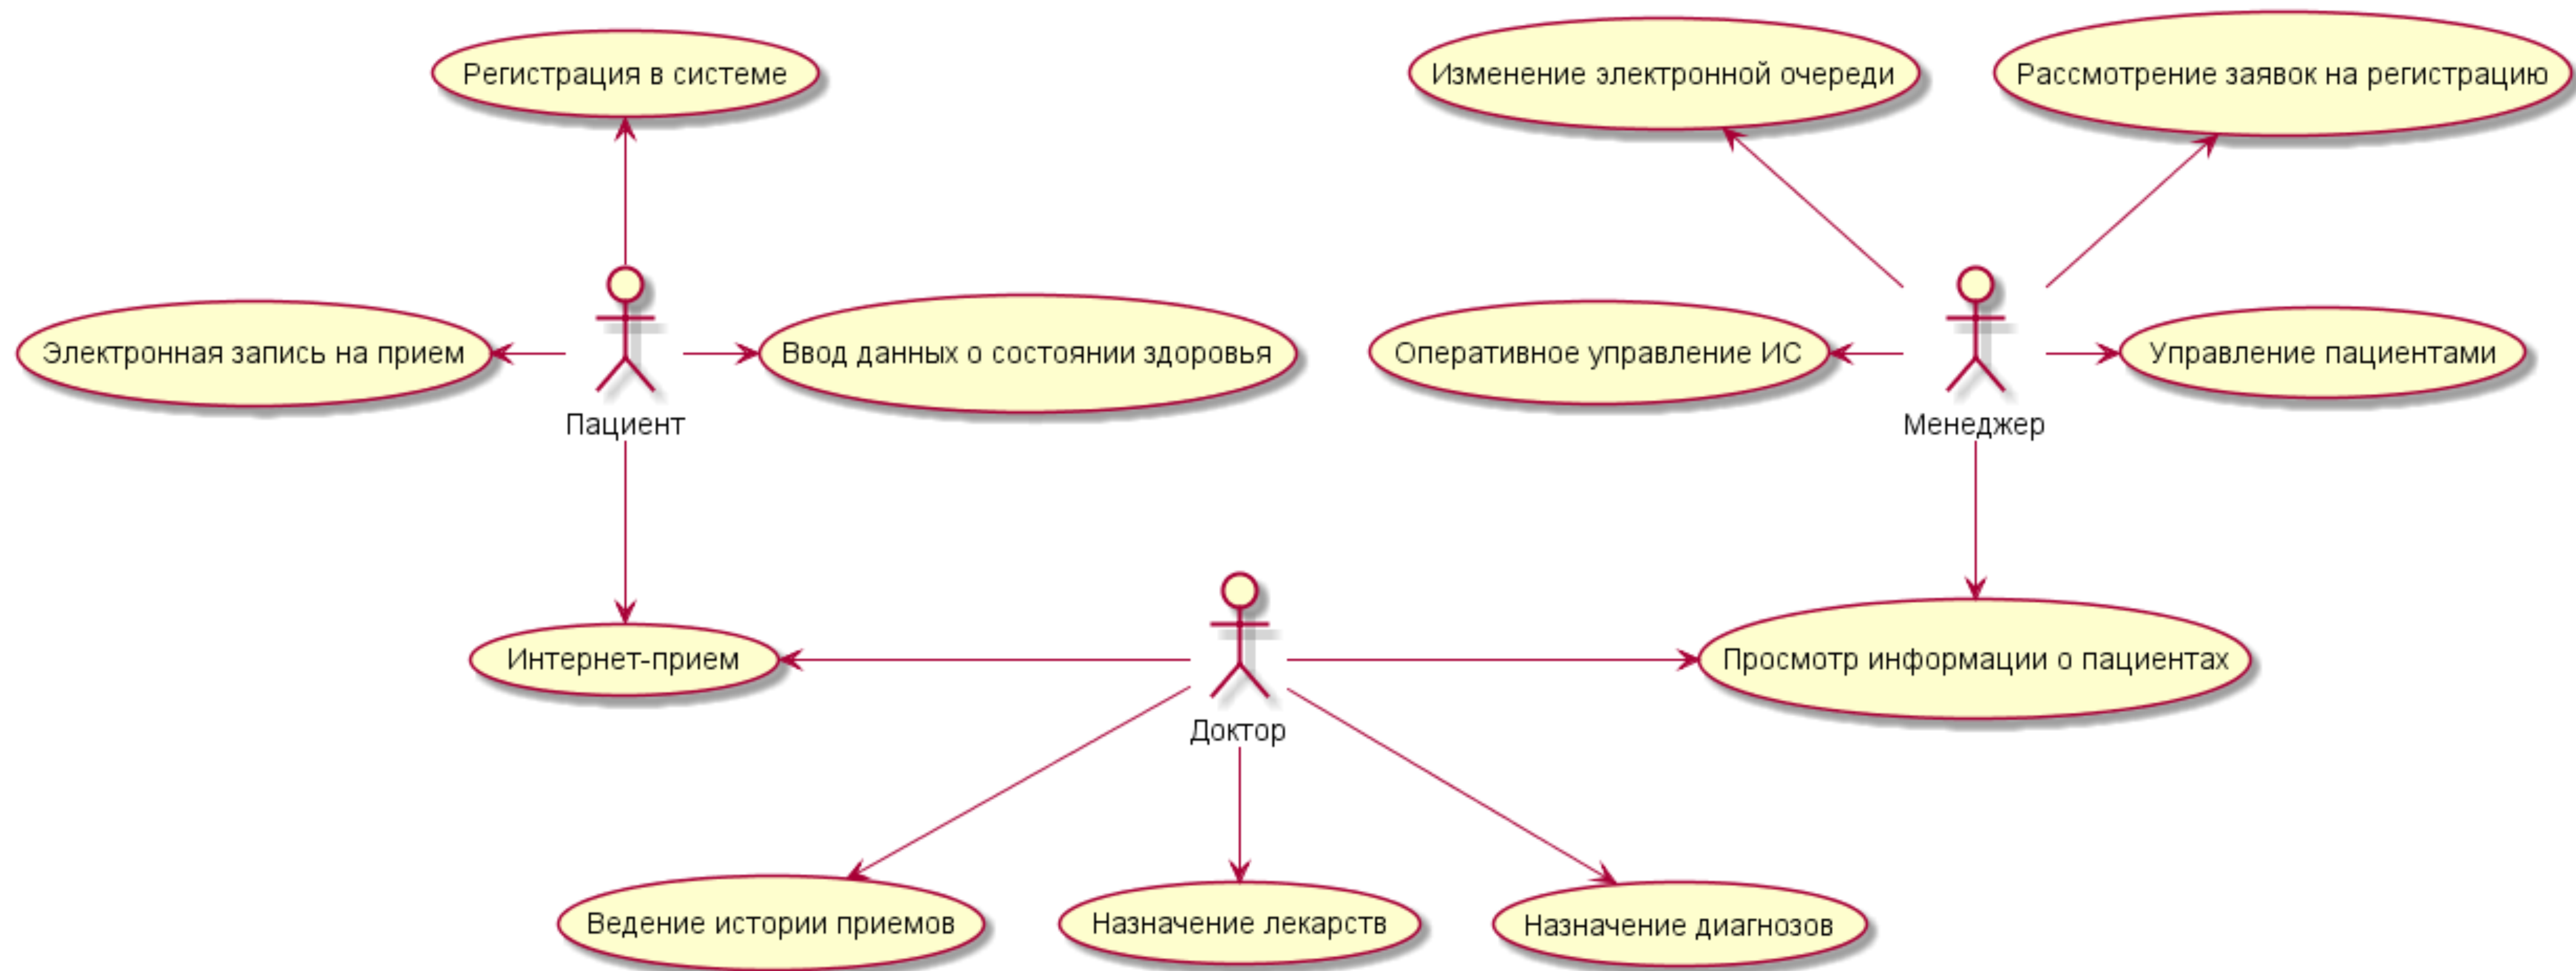 Регистрация в системе
Изменение электронной очереди
Рассмотрение заявок на регистрацию
Электронная запись на прием
Ввод данных о состоянии здоровья
Оперативное управление ИС
Управление пациентами
Пациент
Менеджер
Интернет-прием
Просмотр информации о пациентах
Доктор
Ведение истории приемов
Назначение лекарств
Назначение диагнозов